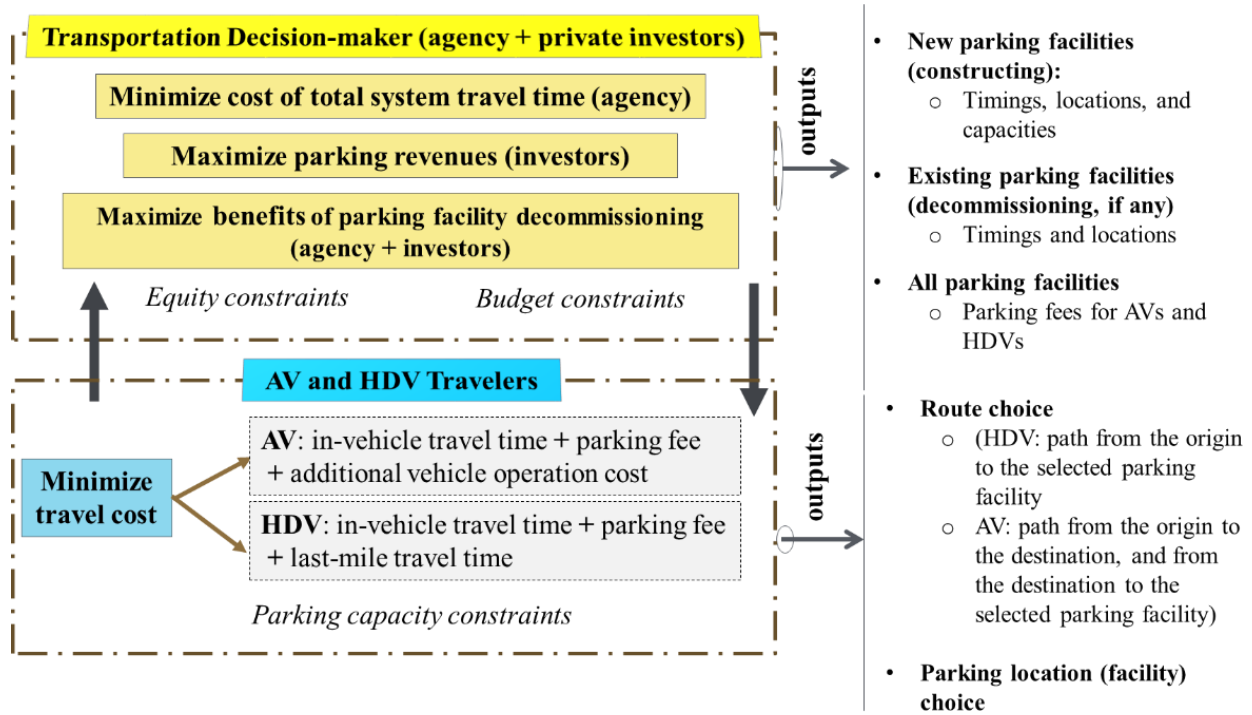 Transportation Decision-maker (agency + private investors)
Minimize cost of total system travel time (agency)
Maximize parking revenues (investors)
Maximize benefits of parking facility decommissioning
(agency + investors)
Equity constraints
Budget constraints
outputs
• New parking facilities
(constructing):
o Timings, locations, and
capacities
• Existing parking facilities
(decommissioning, if any)
o Timings and locations
• All parking facilities
o Parking fees for AVs and
HDVs
AV and HDV Travelers
Minimize
travel cost
AV: in-vehicle travel time + parking fee
+ additional vehicle operation cost
HDV: in-vehicle travel time + parking fee
+ last-mile travel time
Parking capacity constraints
outputs
• Route choice
o (HDV: path from the origin
to the selected parking
facility
o AV: path from the origin to
the destination, and from
the destination to the
selected parking facility)
• Parking location (facility)
choice